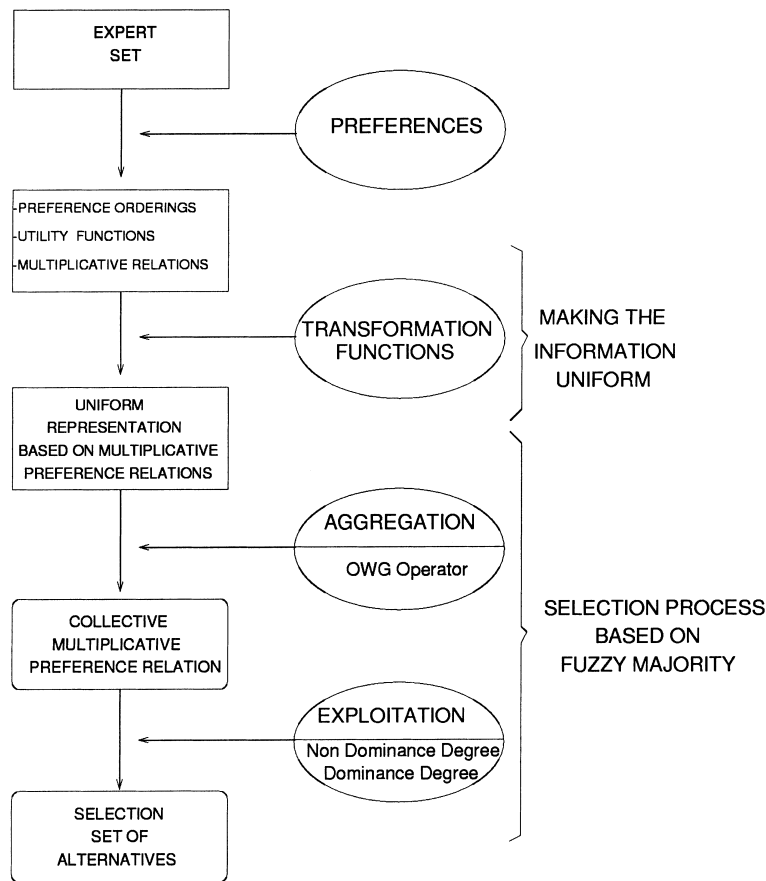 EXPERT
SET
PREFERENCES
-PREFERENCE ORDERINGS
-UTILITY FUNCTIONS
-MULTIPLICATIVE RELATIONS
TRANSFORMATION
FUNCTIONS
MAKING THE
INFORMATION
UNIFORM
UNIFORM
REPRESENTATION
BASED ON MULTIPLICATIVE
PREFERENCE RELATIONS
AGGREGATION
OWG Operator
COLLECTIVE
MULTIPLICATIVE
PREFERENCE RELATION
SELECTION PROCESS
BASED ON
FUZZY MAJORITY
EXPLOITATION
Non Dominance Degree
Dominance Degree
SELECTION
SET OF
ALTERNATIVES